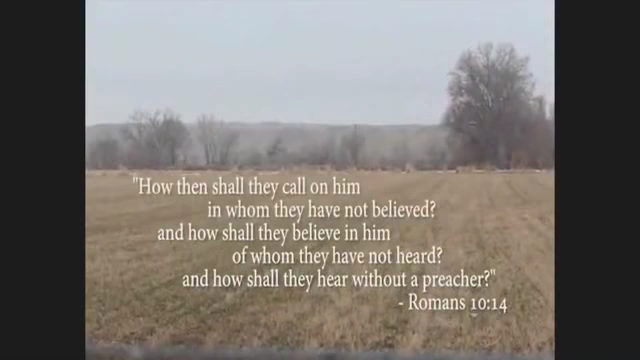 "How then shall they call on him
in whom they have not believed?
and how shall they believe in him
of whom they have not heard?
and how shall they hear without a preacher?"
- Romans 10:14